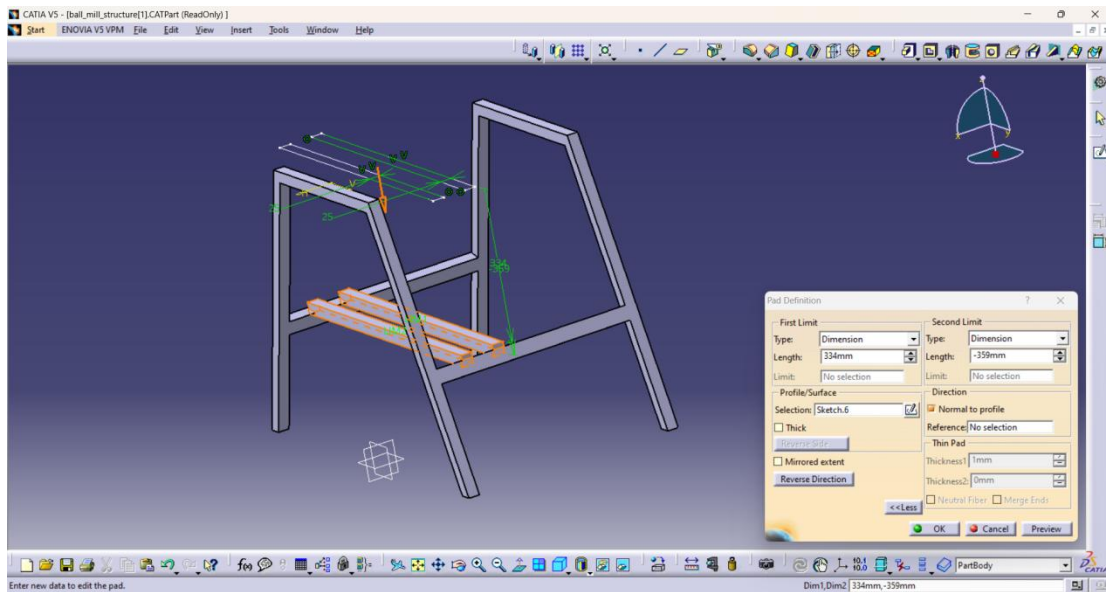 CATIA V5 - [ball_mill_structure[1].CATPart (ReadOnly) ]
Start ENOVIA V5 VPM File Edit View Insert Tools Window Help
25
334
-359
Pad Definition ? X
First Limit
Type: Dimension
Length: 334mm
Limit: No selection
Second Limit
Type: Dimension
Length: -359mm
Limit: No selection
Profile/Surface
Selection: Sketch.6
Thick
Reverse Side
Mirrored extent
Reverse Direction
Direction
Normal to profile
Reference: No selection
Thin Pad
Thickness1 1mm
Thickness2: 0mm
Neutral Fiber Merge Ends
<<Less
OK Cancel Preview
PartBody
CATIA
Enter new data to edit the pad.
Dim1,Dim2 334mm,-359mm